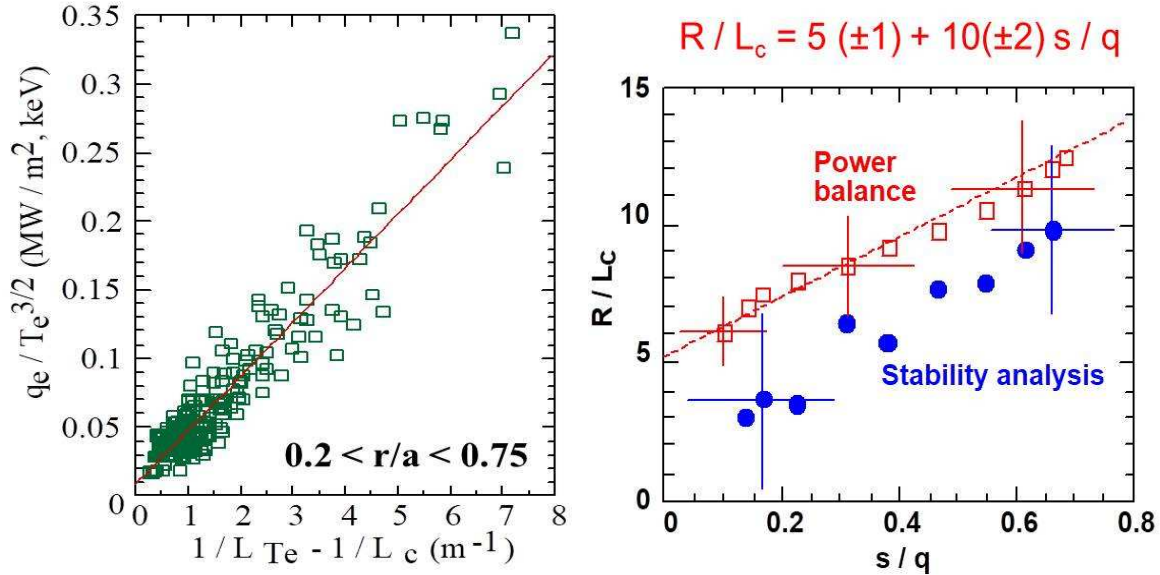 q_e / Te^3/2 (MW / m², keV)
0.35
0.3
0.25
0.2
0.15
0.1
0.05
0
0 1 2 3 4 5 6 7 8
1 / L_Te - 1 / L_c (m^-1)
0.2 < r/a < 0.75
R / L_c = 5 (±1) + 10(±2) s / q
R / L_c
15
10
5
0
0 0.2 0.4 0.6 0.8
s / q
Power
balance
Stability analysis